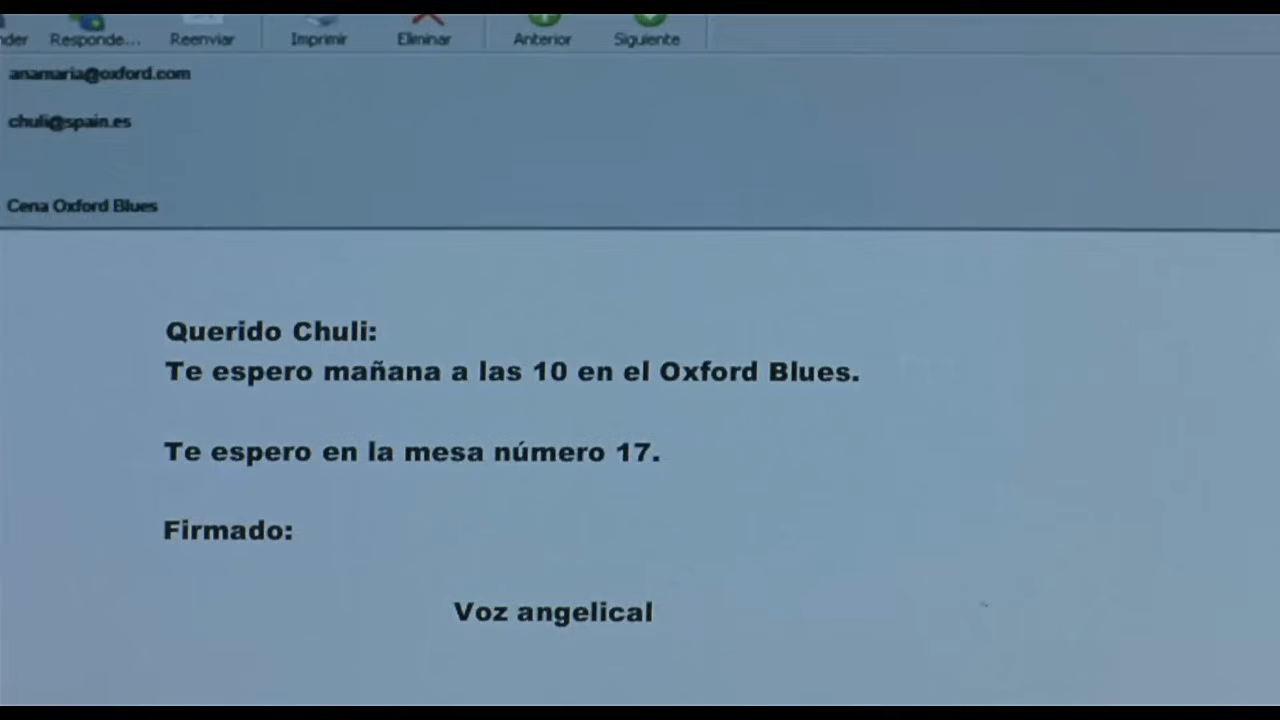 Responde... Reenviar Imprimir Eliminar Anterior Siguiente
anamaria@oxford.com
chuli@spain.es
Cena Oxford Blues
Querido Chuli:
Te espero mañana a las 10 en el Oxford Blues.
Te espero en la mesa número 17.
Firmado:
Voz angelical